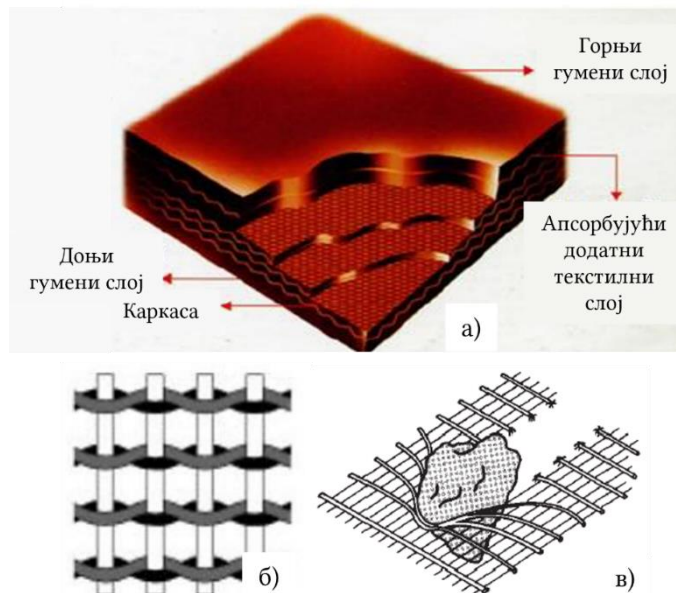 Горњи
гумени слој
Апсорбујући
додатни
текстилни
слој
Доњи
гумени слој
Каркаса
а)
б)
в)